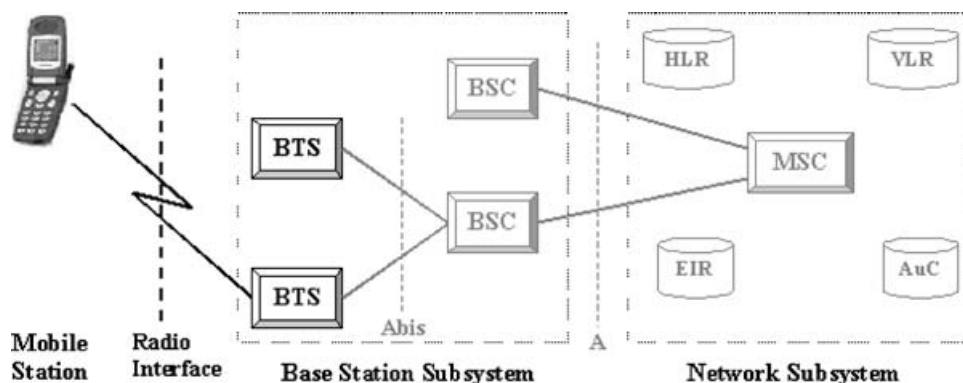 HLR
VLR
BSC
BTS
MSC
BSC
EIR
AuC
BTS
Abis
A
Mobile
Station
Radio
Interface
Base Station Subsystem
Network Subsystem